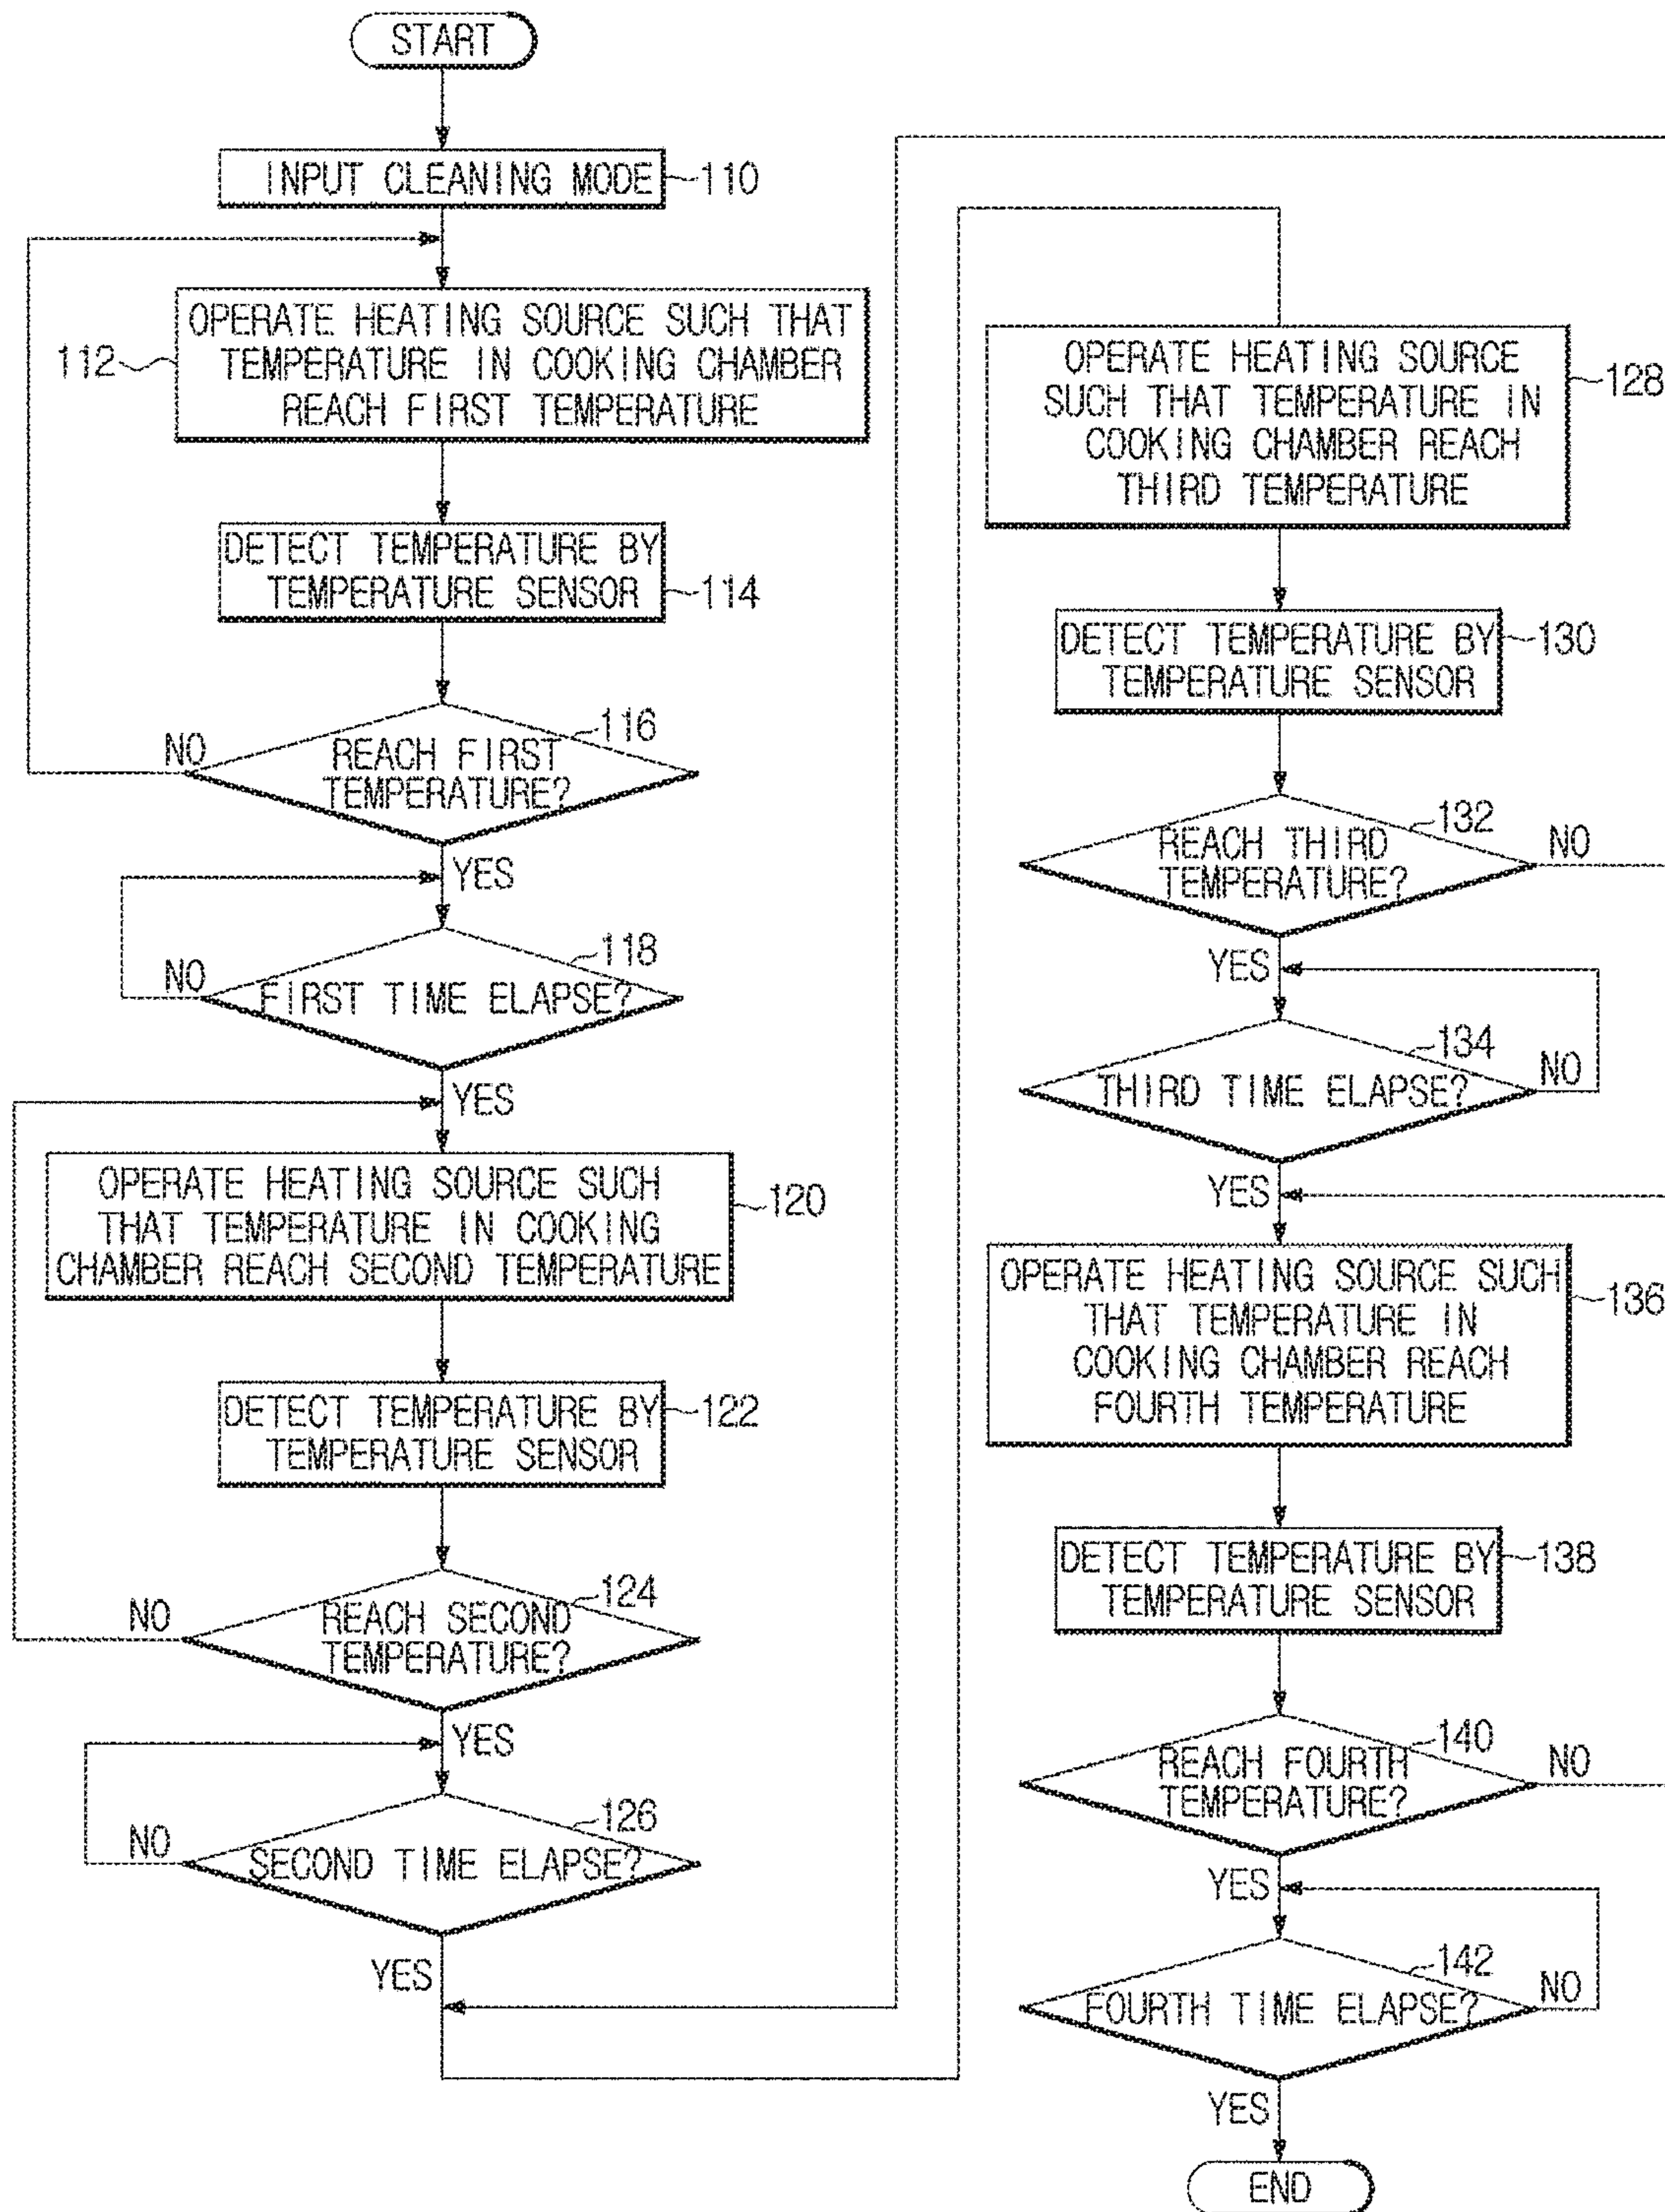 START
INPUT CLEANING MODE
110
OPERATE HEATING SOURCE SUCH THAT
TEMPERATURE IN COOKING CHAMBER
REACH FIRST TEMPERATURE
112
DETECT TEMPERATURE BY
TEMPERATURE SENSOR
114
116
REACH FIRST
TEMPERATURE?
NO
YES
118
FIRST TIME ELAPSE?
NO
YES
OPERATE HEATING SOURCE SUCH
THAT TEMPERATURE IN COOKING
CHAMBER REACH SECOND TEMPERATURE
120
DETECT TEMPERATURE BY
TEMPERATURE SENSOR
122
124
REACH SECOND
TEMPERATURE?
NO
YES
126
SECOND TIME ELAPSE?
NO
YES
OPERATE HEATING SOURCE
SUCH THAT TEMPERATURE IN
COOKING CHAMBER REACH
THIRD TEMPERATURE
128
DETECT TEMPERATURE BY
TEMPERATURE SENSOR
130
132
REACH THIRD
TEMPERATURE?
NO
YES
134
THIRD TIME ELAPSE?
NO
YES
OPERATE HEATING SOURCE SUCH
THAT TEMPERATURE IN
COOKING CHAMBER REACH
FOURTH TEMPERATURE
136
DETECT TEMPERATURE BY
TEMPERATURE SENSOR
138
140
REACH FOURTH
TEMPERATURE?
NO
YES
142
FOURTH TIME ELAPSE?
NO
YES
END